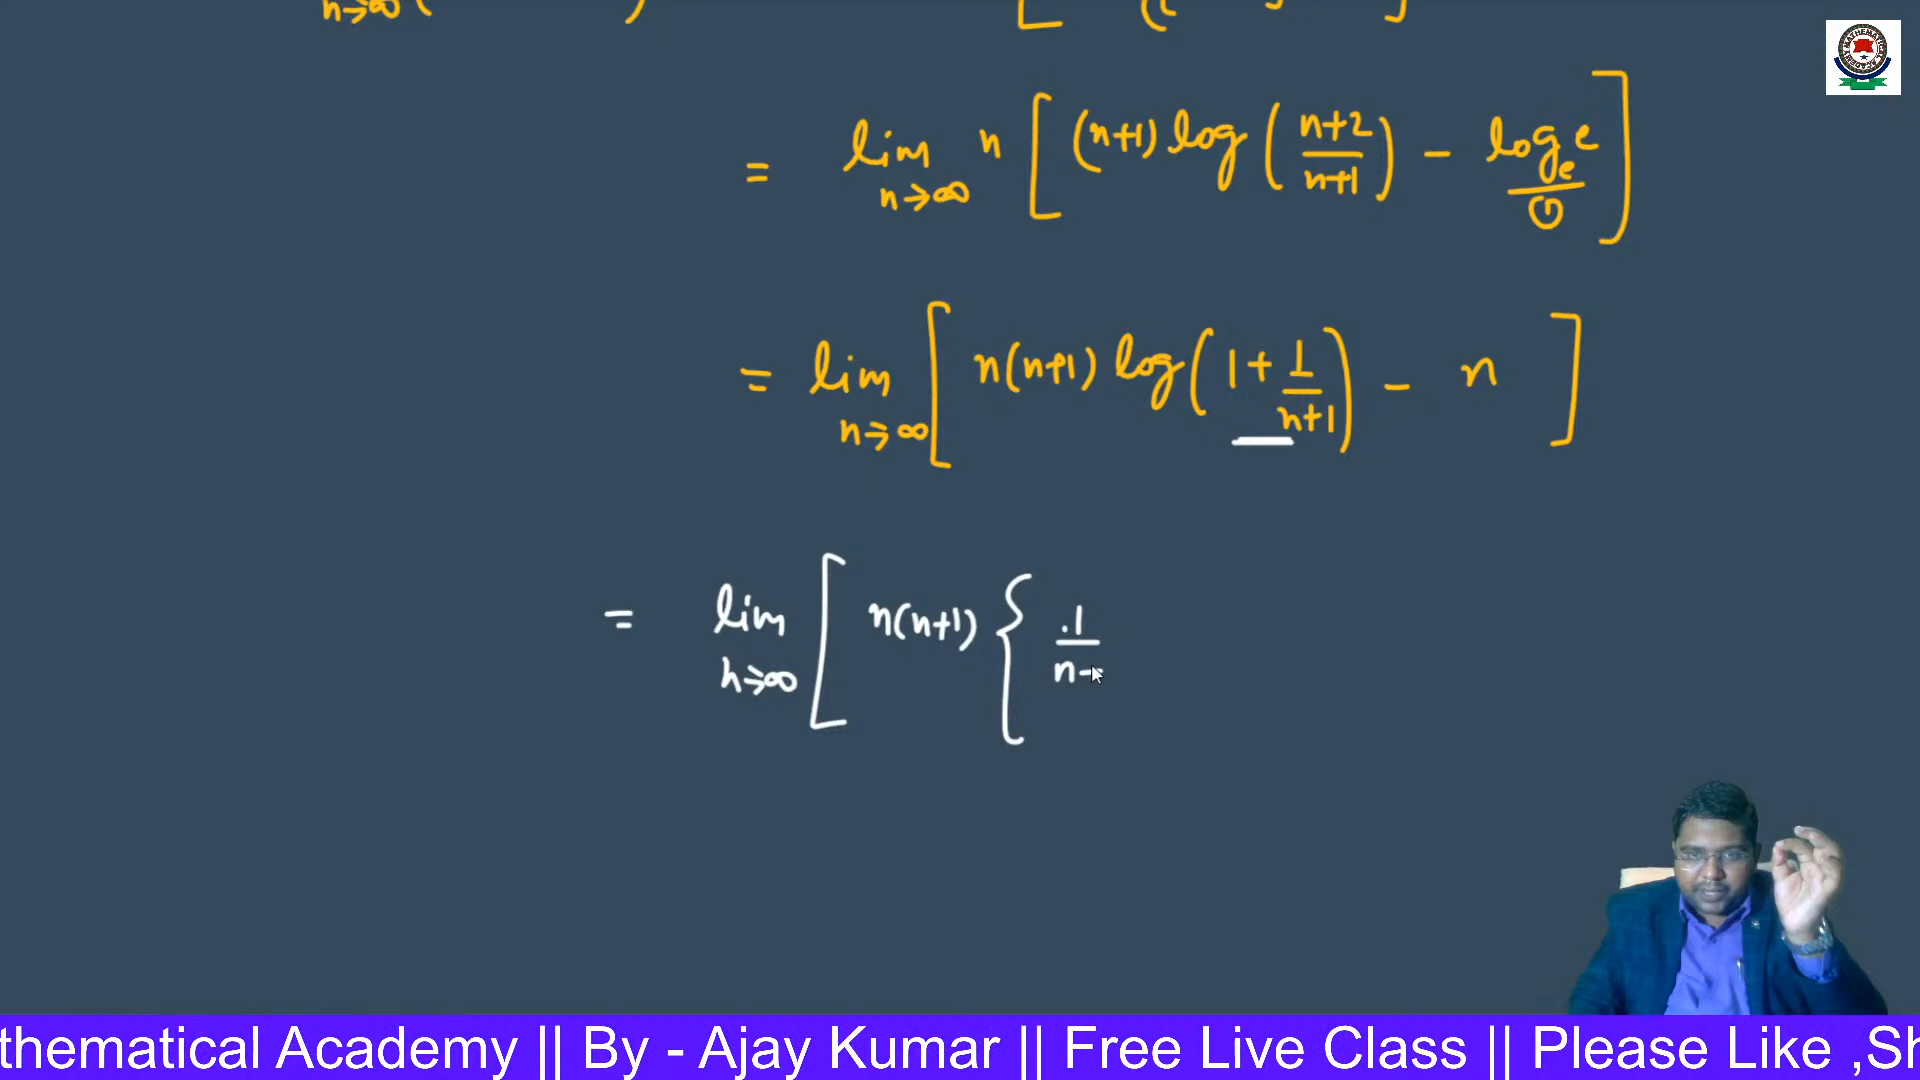 n→∞
= lim n→∞ n [ (n+1) log ( n+2 / n+1 ) - log_e e / 1 ]
= lim n→∞ [ n(n+1) log ( 1 + 1 / n+1 ) - n ]
= lim n→∞ [ n(n+1) { 1 / n-
thematical Academy || By - Ajay Kumar || Free Live Class || Please Like ,Sh